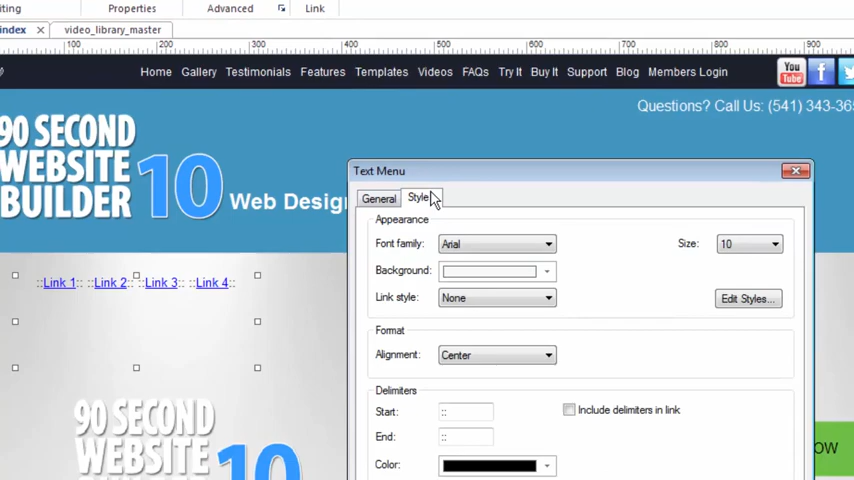 iting Properties Advanced Link
index × video_library_master
100 200 300 400 500 600 700 800 900
Home Gallery Testimonials Features Templates Videos FAQs Try It Buy It Support Blog Members Login You Tube f
Questions? Call Us: (541) 343-365
90 SECOND
WEBSITE
BUILDER 10 Web Design
Text Menu
General Style
Appearance
Font family: Arial Size: 10
Background:
Link style: None Edit Styles...
::Link 1:: ::Link 2:: ::Link 3:: ::Link 4::
Format
Alignment: Center
Delimiters
Start: :: Include delimiters in link
End: ::
Color:
90 SECOND
WEBSITE
10
OW